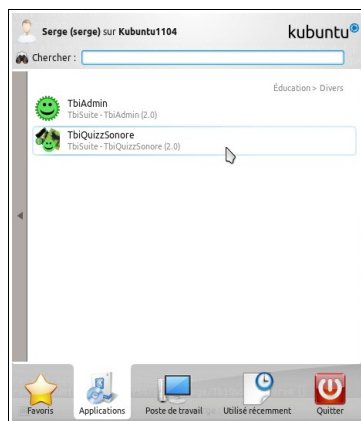 Serge (serge) sur Kubuntu1104
kubuntu
Chercher :
Éducation > Divers
TbiAdmin
TbiSuite - TbiAdmin (2.0)
TbiQuizzSonore
TbiSuite - TbiQuizzSonore (2.0)
Favoris Applications Poste de travail Utilisé récemment Quitter